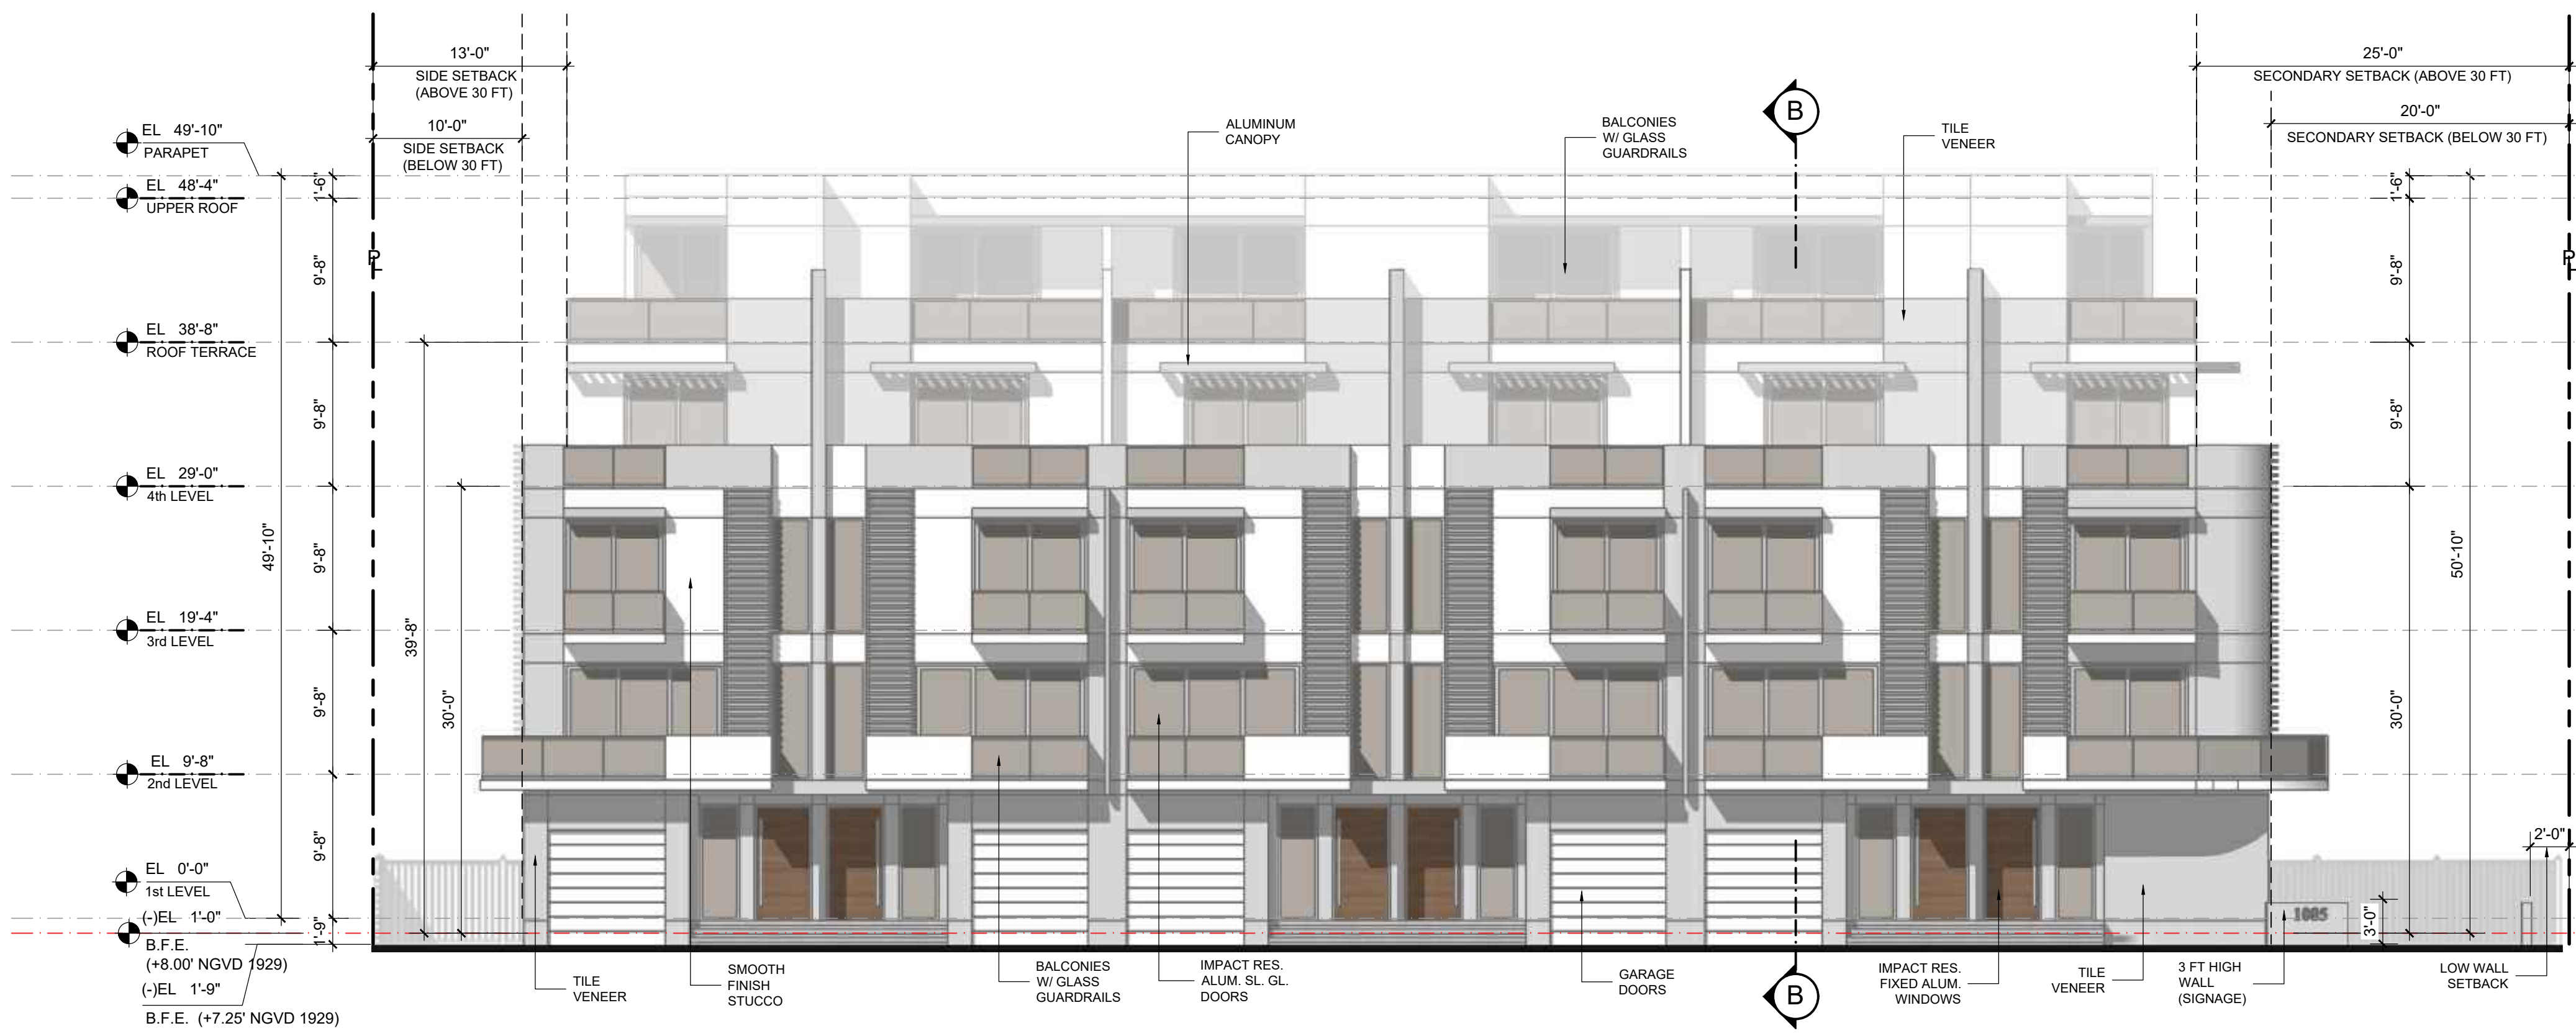 13'-0"
SIDE SETBACK
(ABOVE 30 FT)
10'-0"
SIDE SETBACK
(BELOW 30 FT)
25'-0"
SECONDARY SETBACK (ABOVE 30 FT)
20'-0"
SECONDARY SETBACK (BELOW 30 FT)
ALUMINUM
CANOPY
BALCONIES
W/ GLASS
GUARDRAILS
B
TILE
VENEER
EL 49'-10"
PARAPET
EL 48'-4"
UPPER ROOF
EL 38'-8"
ROOF TERRACE
EL 29'-0"
4th LEVEL
EL 19'-4"
3rd LEVEL
EL 9'-8"
2nd LEVEL
EL 0'-0"
1st LEVEL
(-)EL 1'-0"
B.F.E.
(+8.00' NGVD 1929)
(-)EL 1'-9"
B.F.E. (+7.25' NGVD 1929)
PL
PL
1'-6"
9'-8"
9'-8"
9'-8"
9'-8"
9'-8"
1'-9"
49'-10"
39'-8"
30'-0"
1'-6"
9'-8"
9'-8"
30'-0"
50'-10"
2'-0"
3'-0"
1005
TILE
VENEER
SMOOTH
FINISH
STUCCO
BALCONIES
W/ GLASS
GUARDRAILS
IMPACT RES.
ALUM. SL. GL.
DOORS
GARAGE
DOORS
B
IMPACT RES.
FIXED ALUM.
WINDOWS
TILE
VENEER
3 FT HIGH
WALL
(SIGNAGE)
LOW WALL
SETBACK